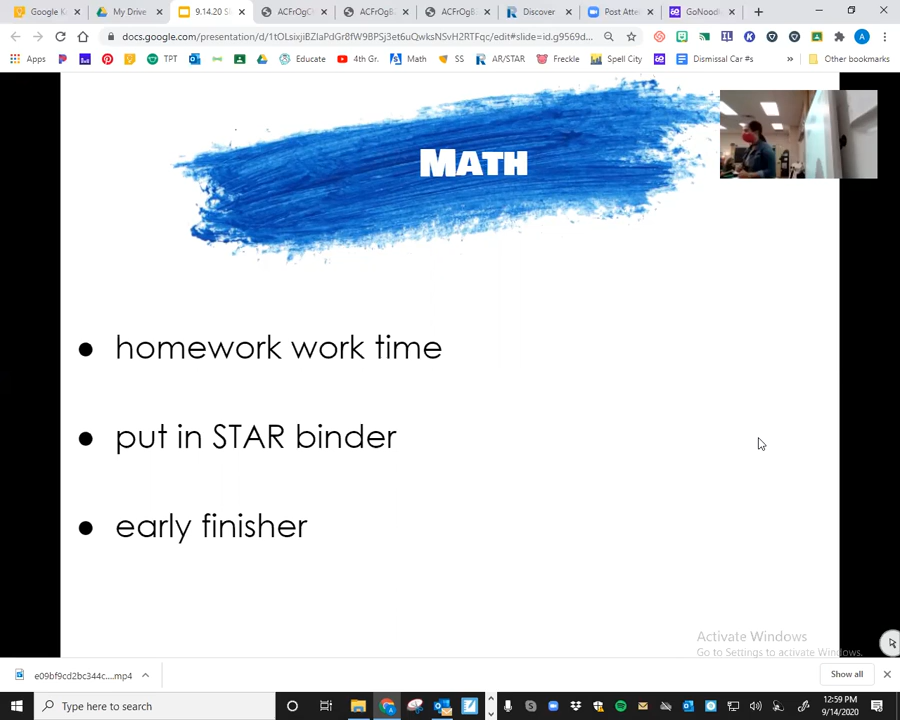 Google K
My Drive
9.14.20 S
ACFrOgC
ACFrOgB
ACFrOgB
Discover
Post Atte
GoNoodl
docs.google.com/presentation/d/1tOLsixjiBZlaPdGr8fW9BPSj3et6uQwksNSvH2RTFqc/edit#slide=id.g9569d...
Apps
TPT
Educate
4th Gr.
Math
SS
AR/STAR
Freckle
Spell City
Dismissal Car #s
»
Other bookmarks
MATH
● homework work time
● put in STAR binder
● early finisher
Activate Windows
Go to Settings to activate Windows.
e09bf9cd2bc344c....mp4
Show all
Type here to search
12:59 PM
9/14/2020